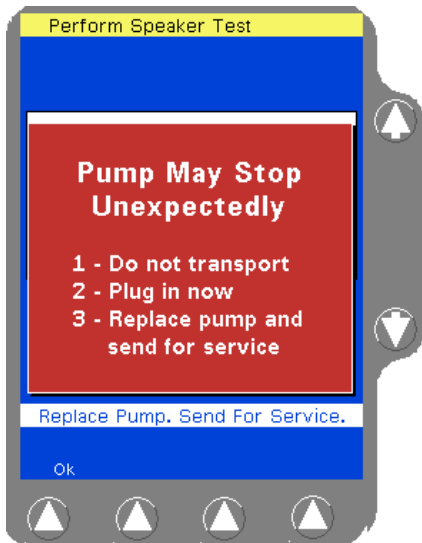 Perform Speaker Test
Pump May Stop
Unexpectedly
1 - Do not transport
2 - Plug in now
3 - Replace pump and
send for service
Replace Pump. Send For Service.
Ok